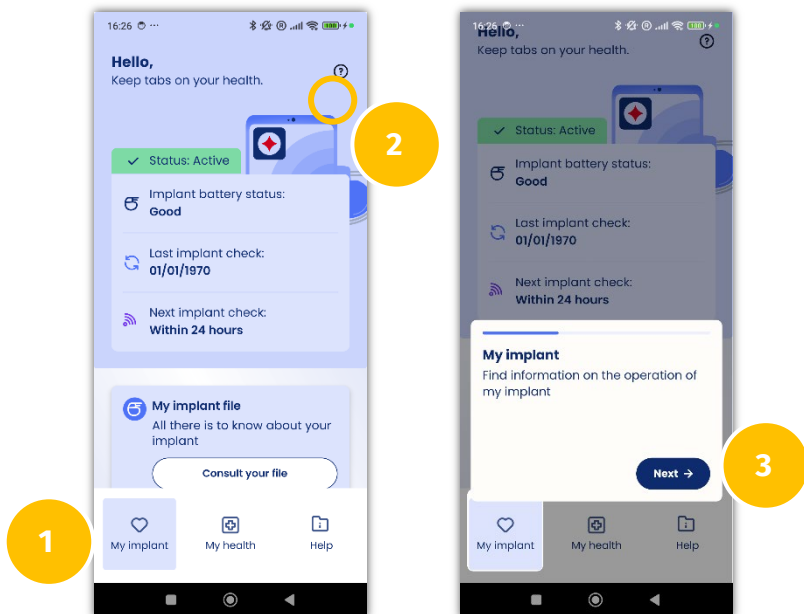 16:26
Hello,
Keep tabs on your health.
?
2
Status: Active
Implant battery status:
Good
Last implant check:
01/01/1970
Next implant check:
Within 24 hours
My implant file
All there is to know about your
implant
Consult your file
1
My implant
My health
Help
16:26
Hello,
Keep tabs on your health.
?
Status: Active
Implant battery status:
Good
Last implant check:
01/01/1970
Next implant check:
Within 24 hours
My implant
Find information on the operation of
my implant
Next →
3
My implant
My health
Help